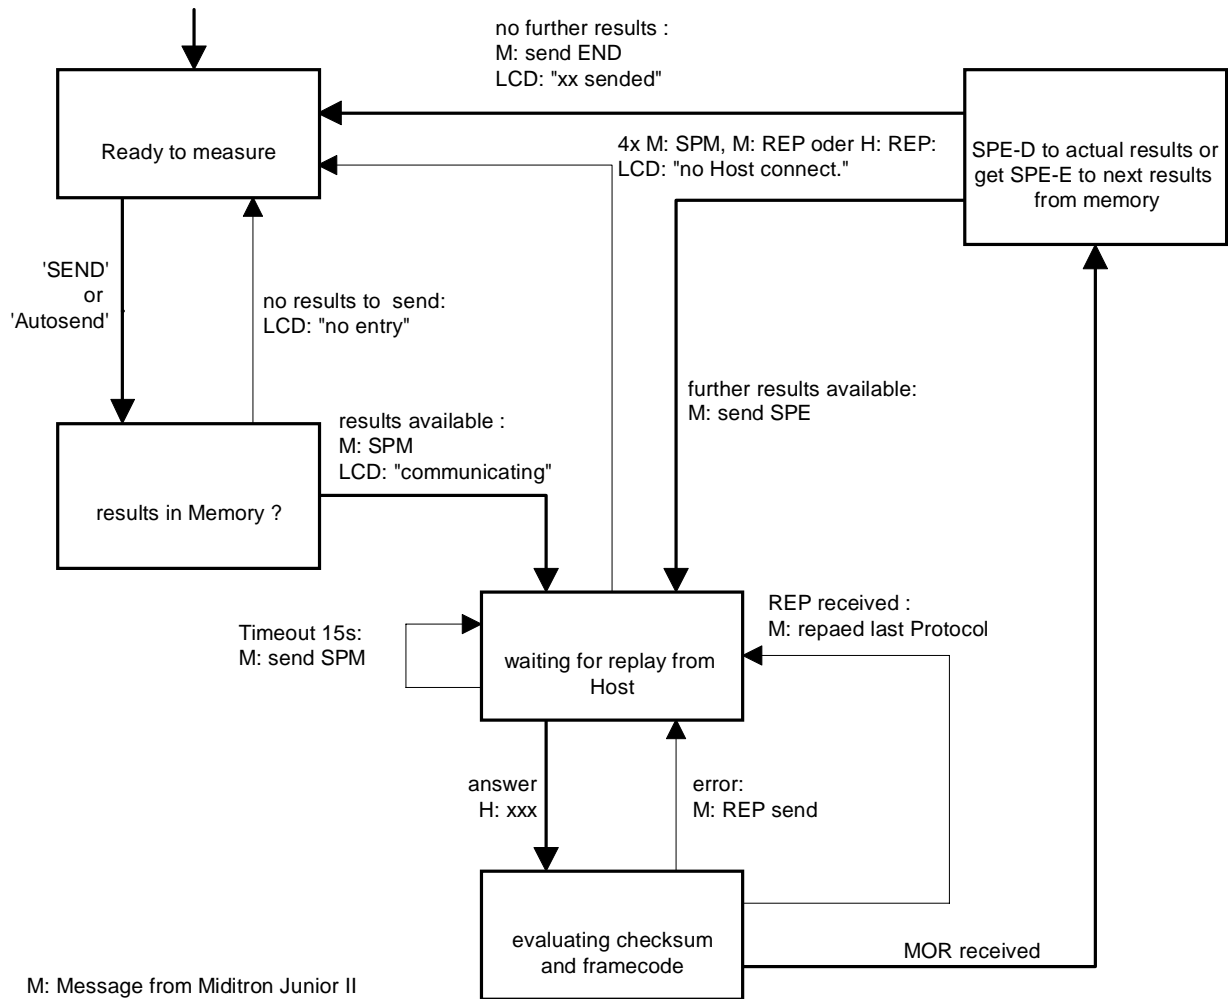 no further results :
M: send END
LCD: "xx sended"
Ready to measure
4x M: SPM, M: REP oder H: REP:
LCD: "no Host connect."
SPE-D to actual results or
get SPE-E to next results
from memory
'SEND'
or
'Autosend'
no results to send:
LCD: "no entry"
further results available:
M: send SPE
results available :
M: SPM
LCD: "communicating"
results in Memory ?
REP received :
M: repaed last Protocol
Timeout 15s:
M: send SPM
waiting for replay from
Host
answer
H: xxx
error:
M: REP send
evaluating checksum
and framecode
MOR received
M: Message from Miditron Junior II